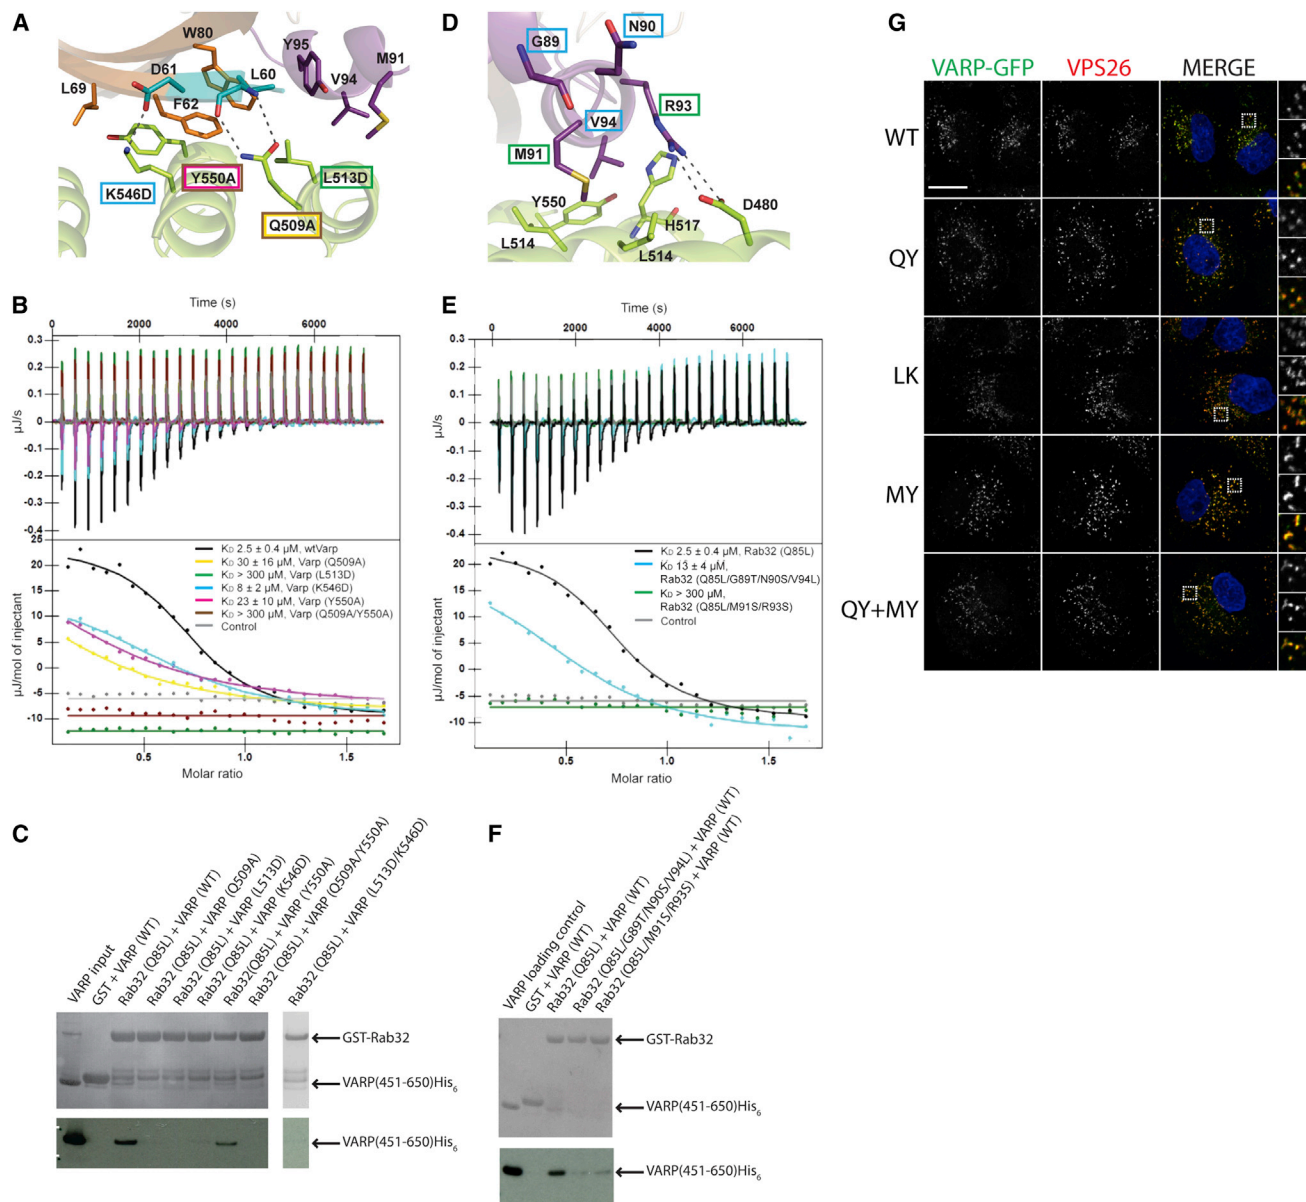 A
W80
Y95
M91
D61
L60
V94
L69
F62
K546D
Y550A
L513D
Q509A
B
Time (s)
0
2000
4000
6000
0.3
0.2
0.1
0
-0.1
-0.2
-0.3
-0.4
µJ/s
25
20
15
10
5
0
-5
-10
µJ/mol of injectant
KD 2.5 ± 0.4 µM, wtVarp
KD 30 ± 16 µM, Varp (Q509A)
KD > 300 µM, Varp (L513D)
KD 8 ± 2 µM, Varp (K546D)
KD 23 ± 10 µM, Varp (Y550A)
KD > 300 µM, Varp (Q509A/Y550A)
Control
0.5
1.0
1.5
Molar ratio
C
VARP input
GST + VARP (WT)
Rab32 (Q85L) + VARP (WT)
Rab32 (Q85L) + VARP (Q509A)
Rab32 (Q85L) + VARP (L513D)
Rab32 (Q85L) + VARP (K546D)
Rab32(Q85L) + VARP (Y550A)
Rab32 (Q85L) + VARP (Q509A/Y550A)
Rab32 (Q85L) + VARP (L513D/K546D)
GST-Rab32
VARP(451-650)His6
VARP(451-650)His6
D
G89
N90
R93
V94
M91
Y550
D480
H517
L514
L514
E
Time (s)
0
2000
4000
6000
0.3
0.2
0.1
0
-0.1
-0.2
-0.3
-0.4
µJ/s
20
15
10
5
0
-5
-10
µJ/mol of injectant
KD 2.5 ± 0.4 µM, Rab32 (Q85L)
KD 13 ± 4 µM,
Rab32 (Q85L/G89T/N90S/V94L)
KD > 300 µM,
Rab32 (Q85L/M91S/R93S)
Control
0.5
1.0
1.5
Molar ratio
F
VARP loading control
GST + VARP (WT)
Rab32 (Q85L) + VARP (WT)
Rab32 (Q85L/G89T/N90S/V94L) + VARP (WT)
Rab32 (Q85L/M91S/R93S) + VARP (WT)
GST-Rab32
VARP(451-650)His6
VARP(451-650)His6
G
VARP-GFP
VPS26
MERGE
WT
QY
LK
MY
QY+MY